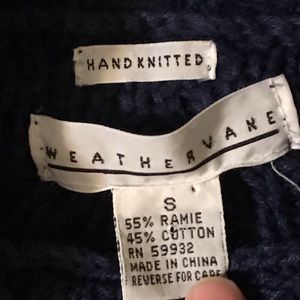 HANDKNITTED
WEATHERVANE
S
55% RAMIE
45% COTTON
RN 59932
MADE IN CHINA
REVERSE FOR CARE